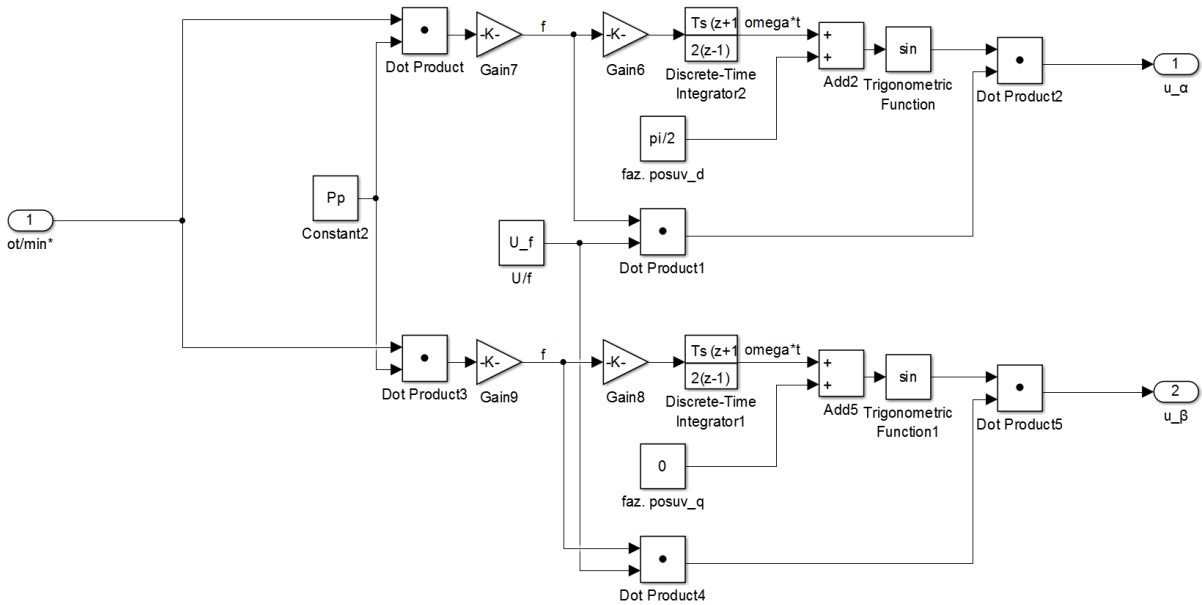 Dot Product
-K-
Gain7
f
-K-
Gain6
Ts (z+1
2(z-1)
omega*t
Discrete-Time
Integrator2
+
+
Add2
sin
Trigonometric
Function
Dot Product2
1
u_α
pi/2
faz. posuv_d
Pp
Constant2
1
ot/min*
U_f
U/f
Dot Product1
Dot Product3
-K-
Gain9
f
-K-
Gain8
Ts (z+1
2(z-1)
omega*t
Discrete-Time
Integrator1
+
+
Add5
sin
Trigonometric
Function1
Dot Product5
2
u_β
0
faz. posuv_q
Dot Product4